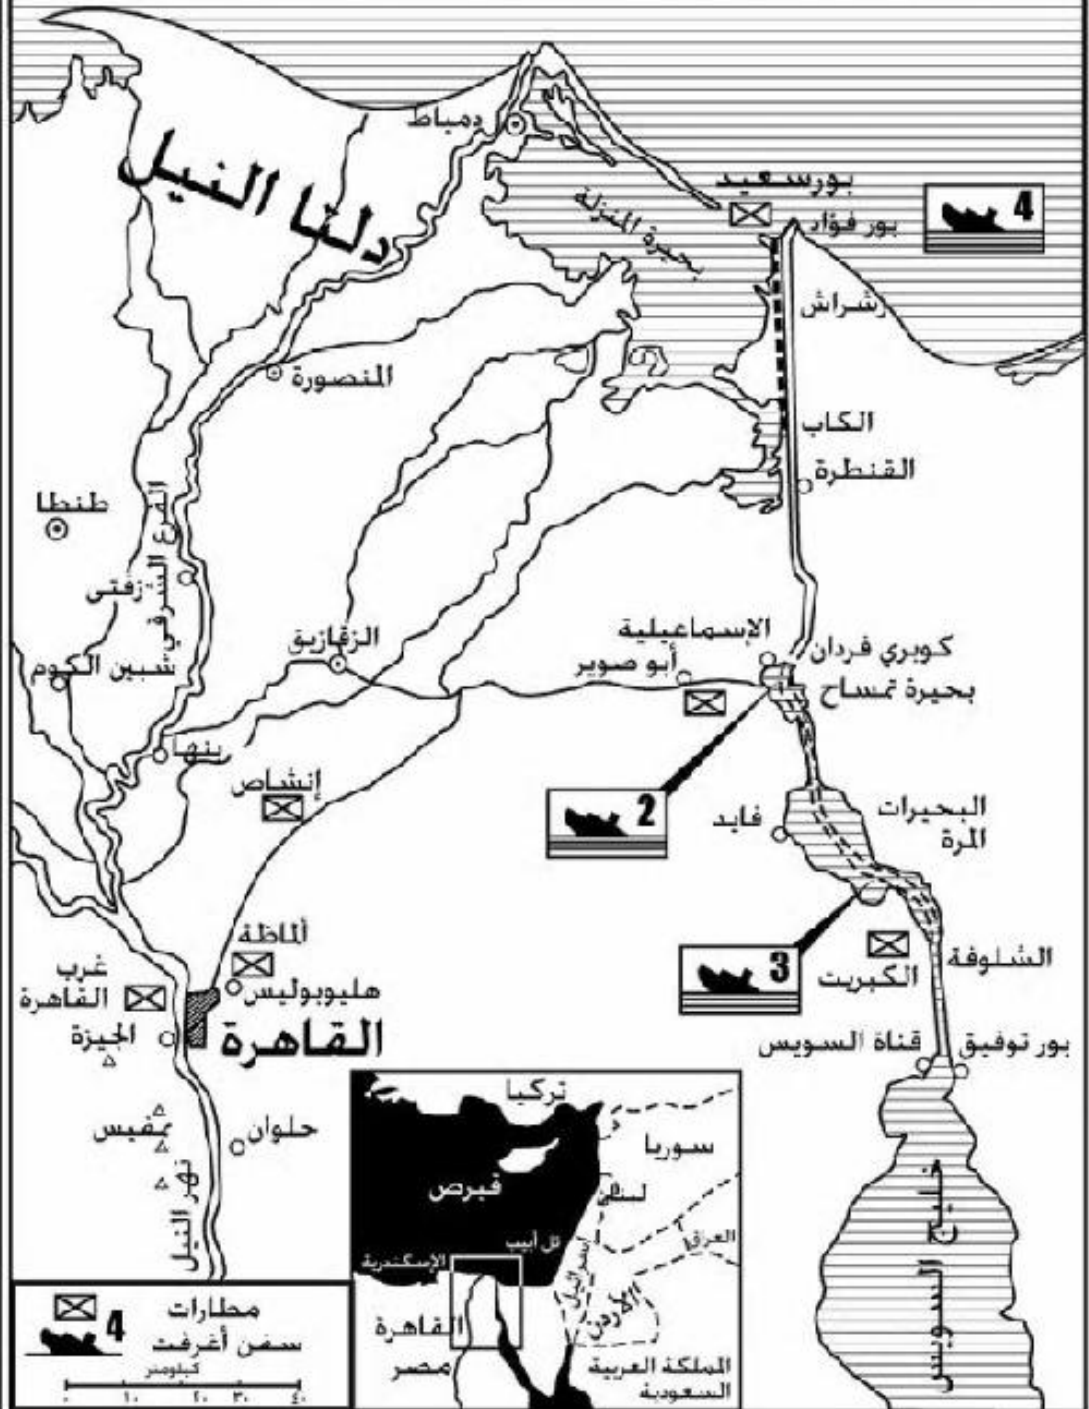 دمياط
دلتا النيل
بورسعيد
4
بور فؤاد
بحيرة المنزلة
رشراش
المنصورة
الكاب
القنطرة
طنطا
الفرع الشرقي
زفتى
الإسماعيلية
الزقازيق
أبو صوير
كوبري فردان
شبين الكوم
بحيرة تمساح
بنها
إنشاص
2
فايد
البحيرات
المرة
ألماظة
غرب
القاهرة
هليوبوليس
3
الكبريت
الشلوفة
الجيزة
القاهرة
قناة السويس
بور توفيق
ممفيس
حلوان
نهر النيل
خليج السويس
تركيا
سوريا
قبرص
لبنان
العراق
تل أبيب
الإسكندرية
إسرائيل
الأردن
القاهرة
مصر
المملكة العربية
السعودية
مطارات
4 سفن أغرفت
كيلومتر
٠ ١٠ ٢٠ ٣٠ ٤٠